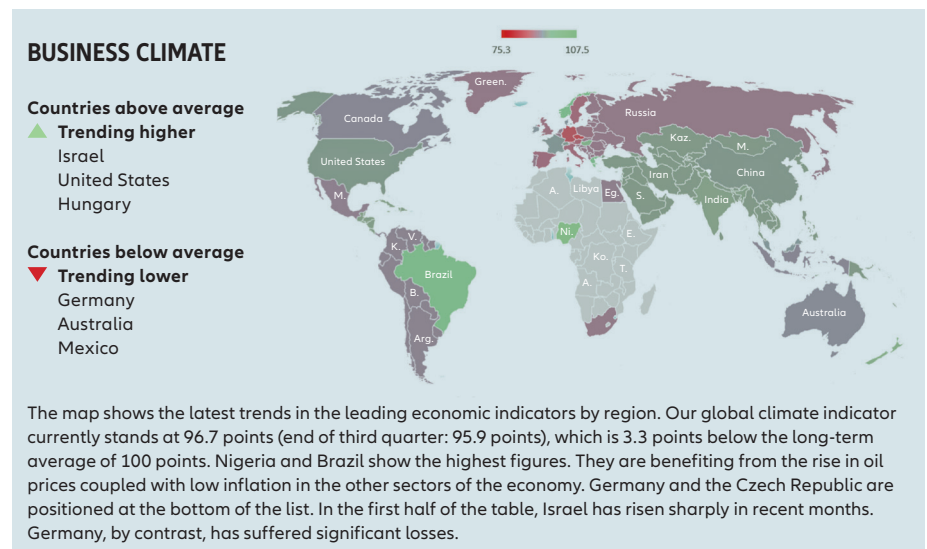 BUSINESS CLIMATE
Countries above average
Trending higher
Israel
United States
Hungary
Countries below average
Trending lower
Germany
Australia
Mexico
75.3
107.5
Green.
Canada
Russia
United States
Kaz.
M.
China
Iran
M.
A.
Libya
Eg.
S.
India
V.
K.
Ni.
E.
Brazil
Ko.
T.
B.
A.
Australia
Arg.
The map shows the latest trends in the leading economic indicators by region. Our global climate indicator
currently stands at 96.7 points (end of third quarter: 95.9 points), which is 3.3 points below the long-term
average of 100 points. Nigeria and Brazil show the highest figures. They are benefiting from the rise in oil
prices coupled with low inflation in the other sectors of the economy. Germany and the Czech Republic are
positioned at the bottom of the list. In the first half of the table, Israel has risen sharply in recent months.
Germany, by contrast, has suffered significant losses.